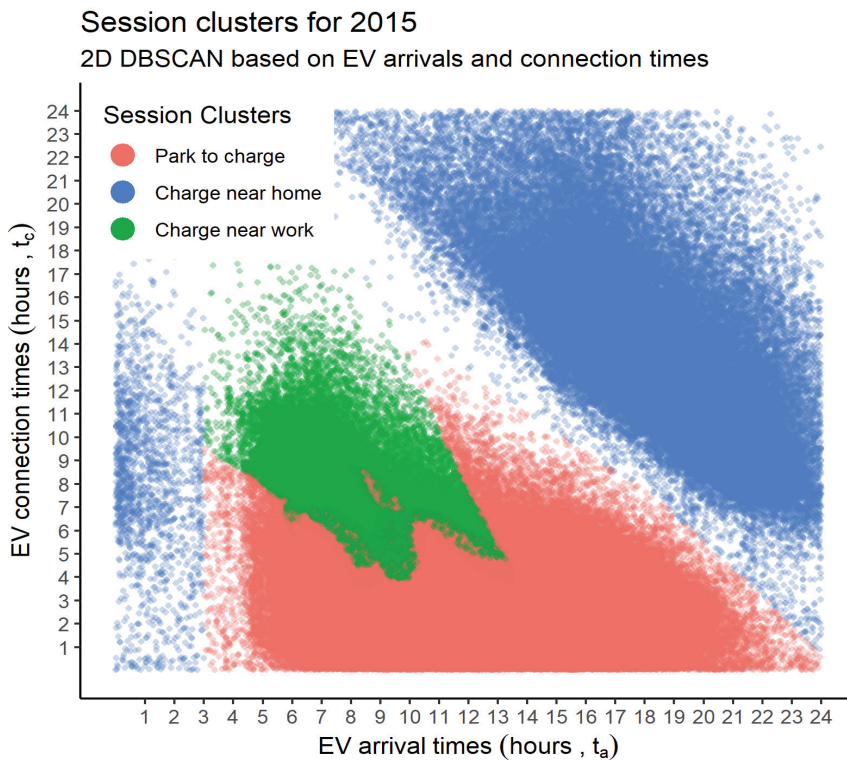 Session clusters for 2015
2D DBSCAN based on EV arrivals and connection times
Session Clusters
Park to charge
Charge near home
Charge near work
EV connection times (hours , t_c)
24
23
22
21
20
19
18
17
16
15
14
13
12
11
10
9
8
7
6
5
4
3
2
1
1 2 3 4 5 6 7 8 9 10 11 12 13 14 15 16 17 18 19 20 21 22 23 24
EV arrival times (hours , t_a)